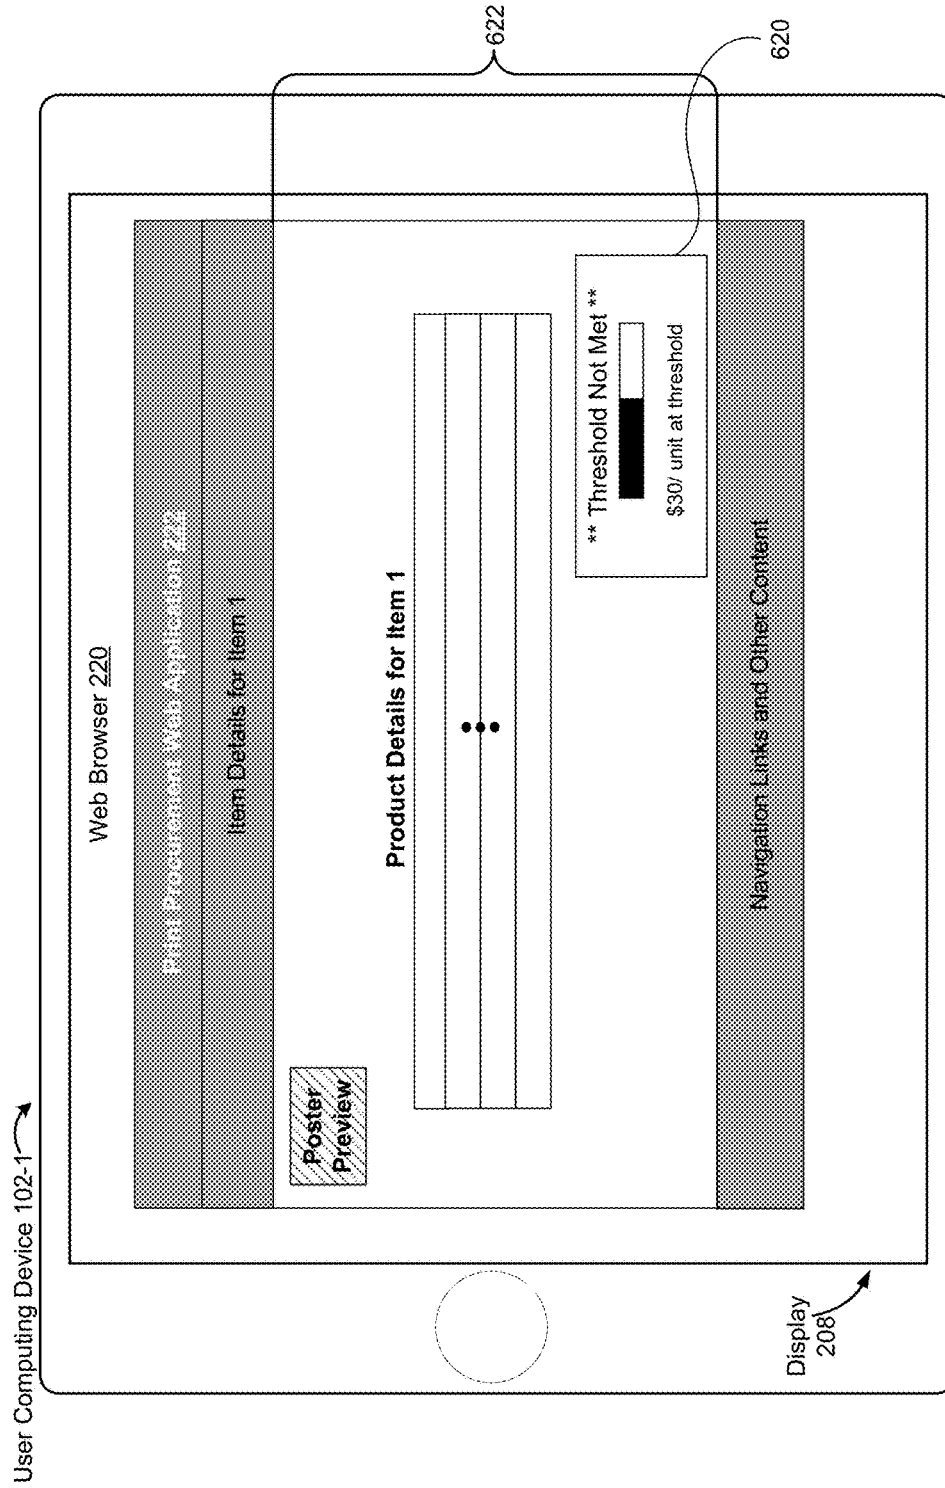 User Computing Device 102-1
Web Browser 220
Print Procurement Web Application 222
Item Details for Item 1
622
Poster
Preview
Product Details for Item 1
** Threshold Not Met **
$30/ unit at threshold
620
Navigation Links and Other Content
Display
208